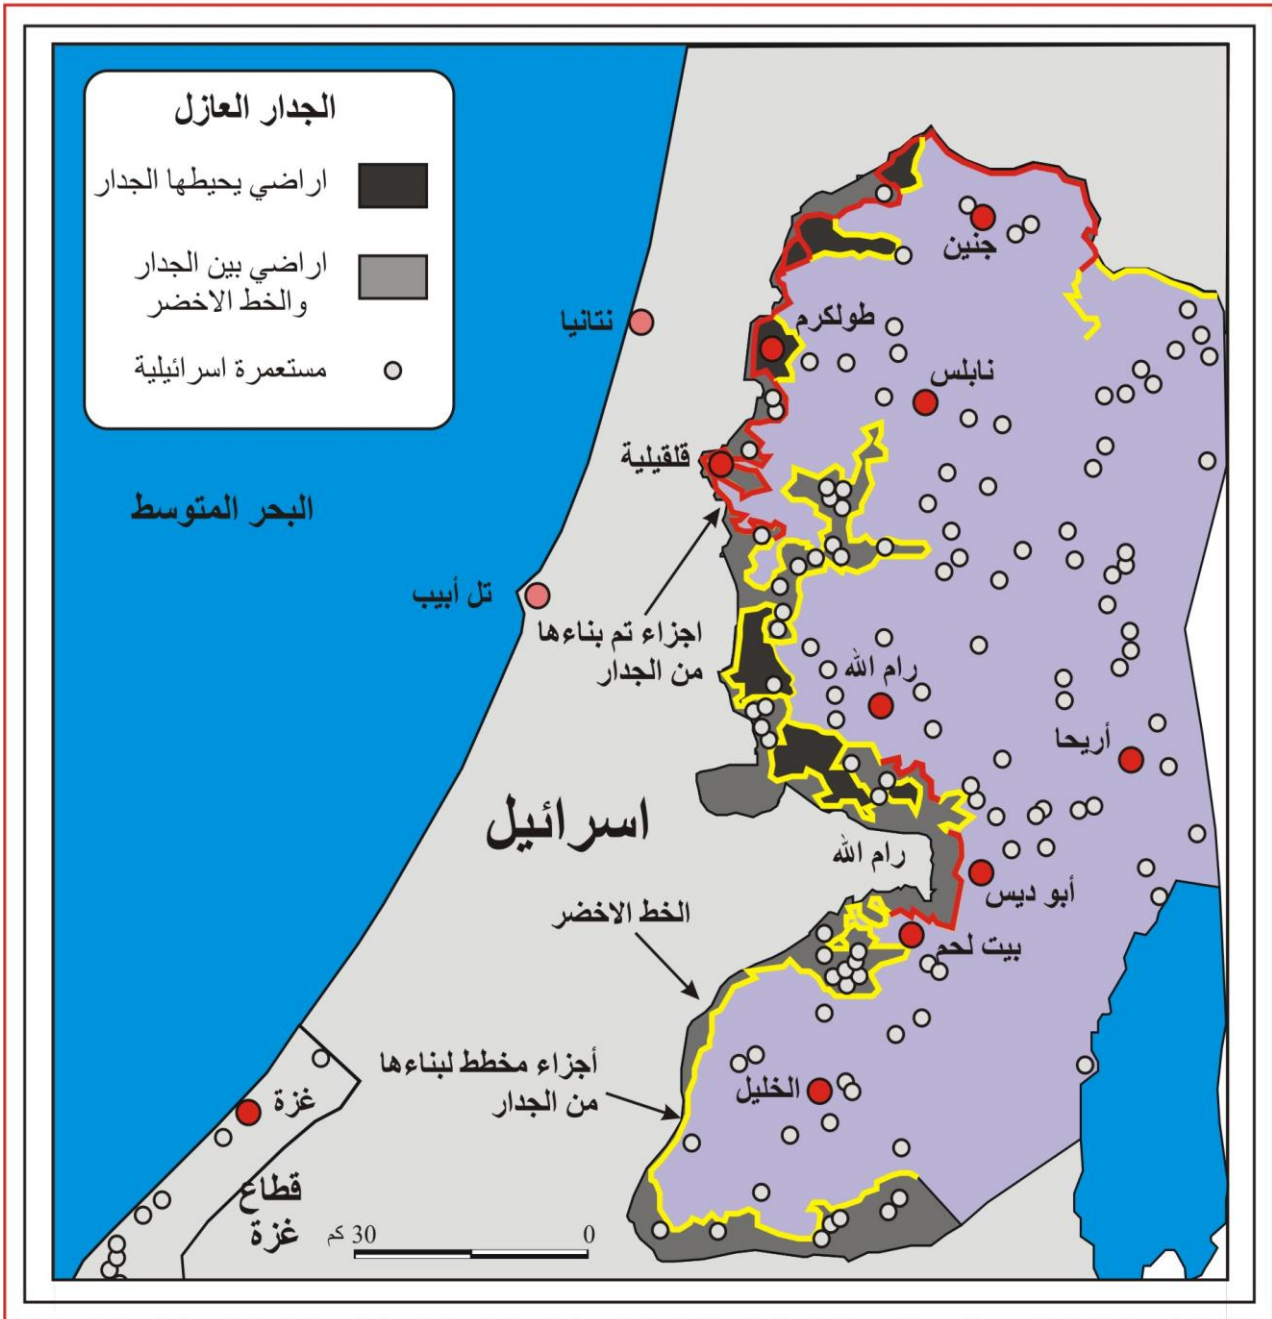 الجدار العازل
اراضي يحيطها الجدار
اراضي بين الجدار
والخط الاخضر
مستعمرة اسرائيلية
جنين
طولكرم
نتانيا
نابلس
قلقيلية
البحر المتوسط
تل أبيب
اجزاء تم بناءها
من الجدار
رام الله
أريحا
اسرائيل
رام الله
أبو ديس
الخط الاخضر
بيت لحم
أجزاء مخطط لبناءها
من الجدار
الخليل
غزة
قطاع
غزة
30 كم
0